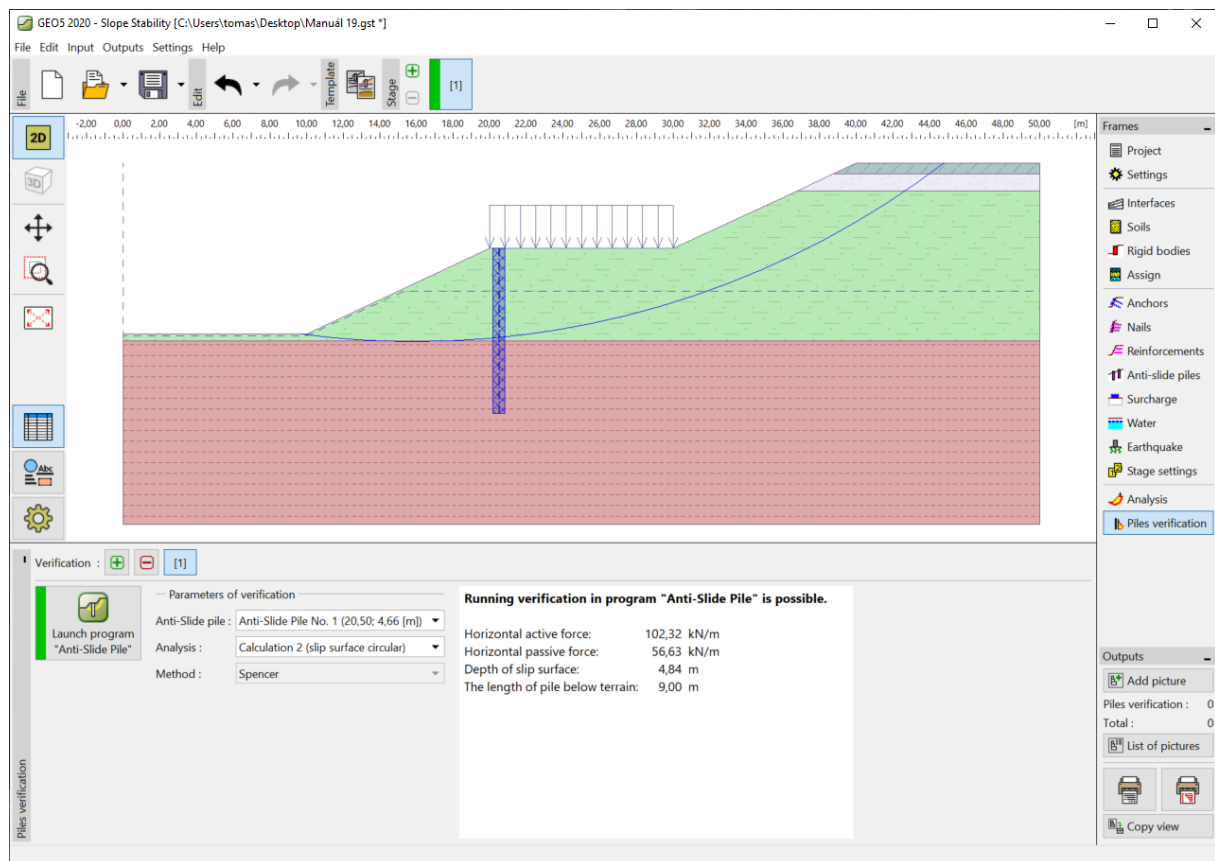 GEO5 2020 - Slope Stability [C:\Users\tomas\Desktop\Manuál 19.gst *]
File Edit Input Outputs Settings Help
File
Edit
Template
Stage
[1]
2D
3D
Abc
-2,00 0,00 2,00 4,00 6,00 8,00 10,00 12,00 14,00 16,00 18,00 20,00 22,00 24,00 26,00 28,00 30,00 32,00 34,00 36,00 38,00 40,00 42,00 44,00 46,00 48,00 50,00 [m]
Frames
Project
Settings
Interfaces
Soils
Rigid bodies
Assign
Anchors
Nails
Reinforcements
Anti-slide piles
Surcharge
Water
Earthquake
Stage settings
Analysis
Piles verification
Verification : [1]
Launch program
"Anti-Slide Pile"
Parameters of verification
Anti-Slide pile : Anti-Slide Pile No. 1 (20,50; 4,66 [m])
Analysis : Calculation 2 (slip surface circular)
Method : Spencer
Running verification in program "Anti-Slide Pile" is possible.
Horizontal active force: 102,32 kN/m
Horizontal passive force: 56,63 kN/m
Depth of slip surface: 4,84 m
The length of pile below terrain: 9,00 m
Piles verification
Outputs
Add picture
Piles verification : 0
Total : 0
List of pictures
Copy view